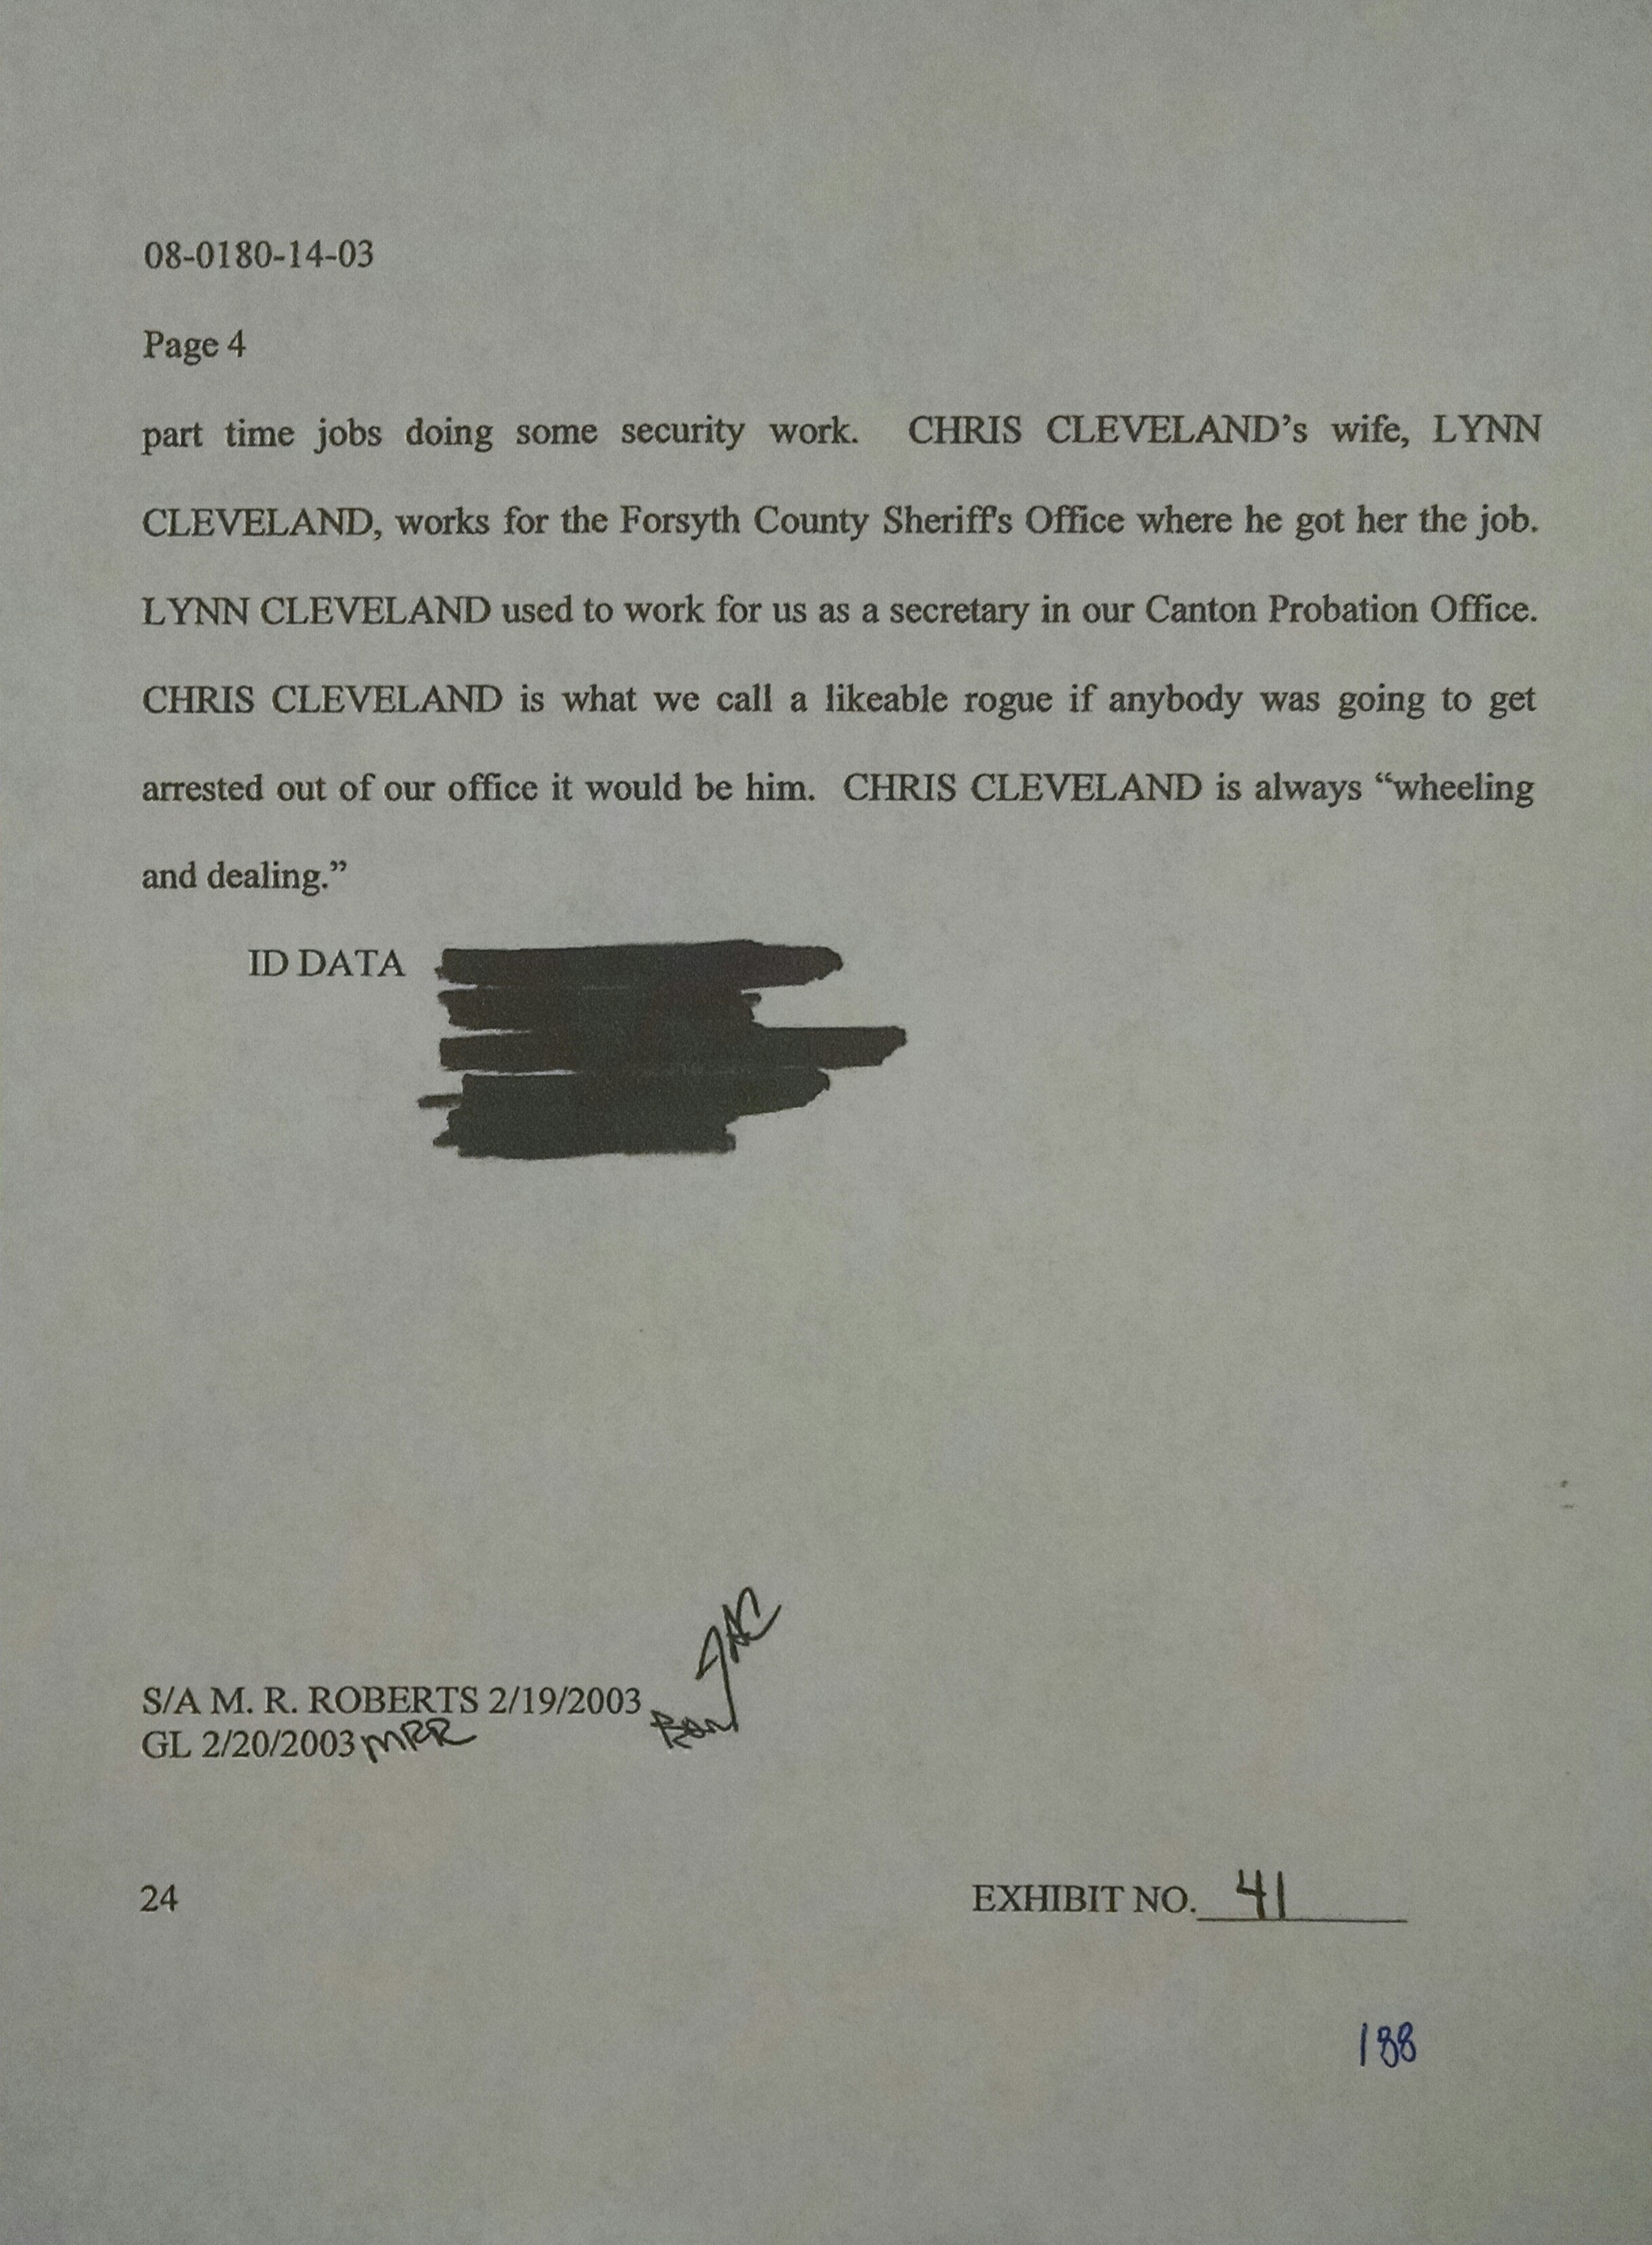 08-0180-14-03
Page 4
part time jobs doing some security work. CHRIS CLEVELAND’s wife, LYNN
CLEVELAND, works for the Forsyth County Sheriff's Office where he got her the job.
LYNN CLEVELAND used to work for us as a secretary in our Canton Probation Office.
CHRIS CLEVELAND is what we call a likeable rogue if anybody was going to get
arrested out of our office it would be him. CHRIS CLEVELAND is always “wheeling
and dealing.”
ID DATA
S/A M. R. ROBERTS 2/19/2003
GL 2/20/2003 MRR
24
EXHIBIT NO. 41
188